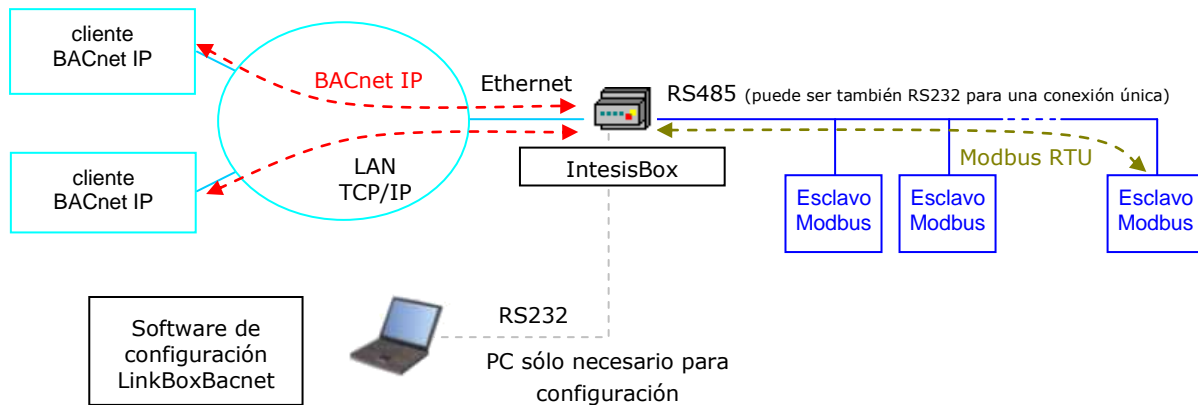 cliente
BACnet IP
BACnet IP
Ethernet
RS485 (puede ser también RS232 para una conexión única)
Modbus RTU
LAN
TCP/IP
IntesisBox
cliente
BACnet IP
Esclavo
Modbus
Esclavo
Modbus
Esclavo
Modbus
Software de
configuración
LinkBoxBacnet
RS232
PC sólo necesario para
configuración